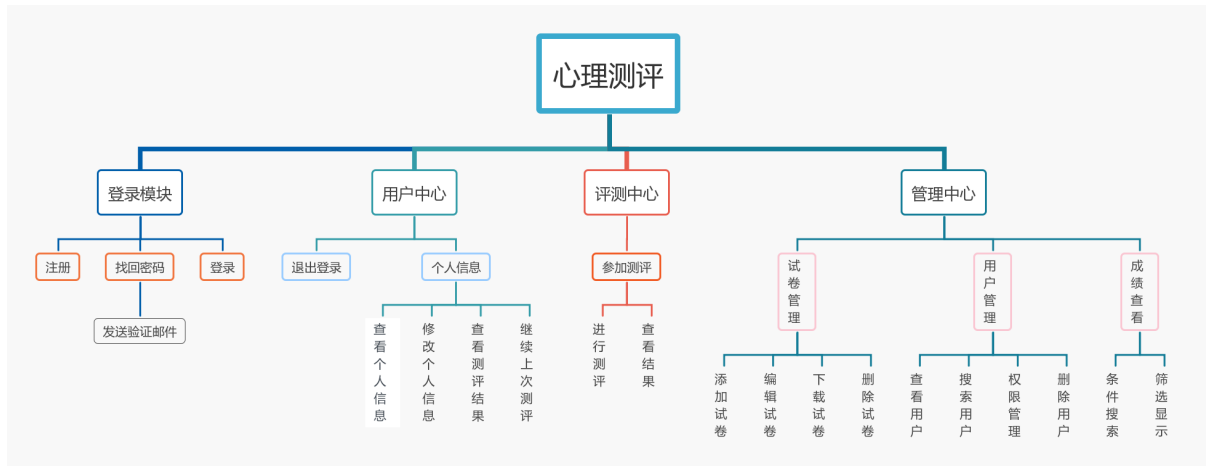 心理测评
登录模块
用户中心
评测中心
管理中心
注册
找回密码
登录
退出登录
个人信息
参加测评
试卷管理
用户管理
成绩查看
发送验证邮件
查看个人信息
修改个人信息
查看测评结果
继续上次测评
进行测评
查看结果
添加试卷
编辑试卷
下载试卷
删除试卷
查看用户
搜索用户
权限管理
删除用户
条件搜索
筛选显示